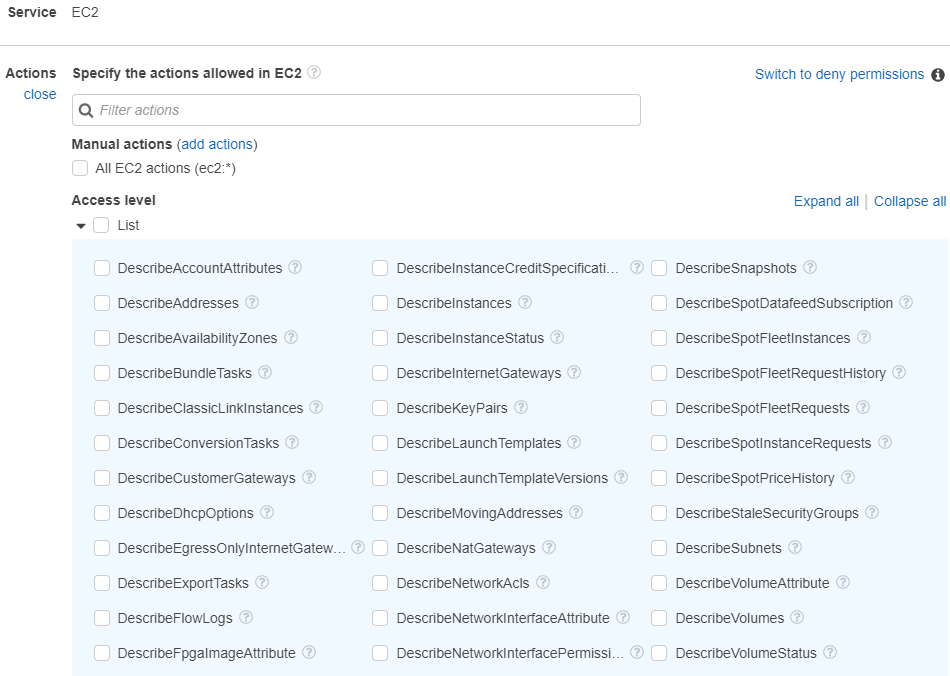 Service EC2
Actions Specify the actions allowed in EC2 ? Switch to deny permissions i
close
Filter actions
Manual actions (add actions)
All EC2 actions (ec2:*)
Access level Expand all | Collapse all
List
DescribeAccountAttributes ? DescribeInstanceCreditSpecificati... ? DescribeSnapshots ?
DescribeAddresses ? DescribeInstances ? DescribeSpotDatafeedSubscription ?
DescribeAvailabilityZones ? DescribeInstanceStatus ? DescribeSpotFleetInstances ?
DescribeBundleTasks ? DescribeInternetGateways ? DescribeSpotFleetRequestHistory ?
DescribeClassicLinkInstances ? DescribeKeyPairs ? DescribeSpotFleetRequests ?
DescribeConversionTasks ? DescribeLaunchTemplates ? DescribeSpotInstanceRequests ?
DescribeCustomerGateways ? DescribeLaunchTemplateVersions ? DescribeSpotPriceHistory ?
DescribeDhcpOptions ? DescribeMovingAddresses ? DescribeStaleSecurityGroups ?
DescribeEgressOnlyInternetGatew... ? DescribeNatGateways ? DescribeSubnets ?
DescribeExportTasks ? DescribeNetworkAcls ? DescribeVolumeAttribute ?
DescribeFlowLogs ? DescribeNetworkInterfaceAttribute ? DescribeVolumes ?
DescribeFpgaImageAttribute ? DescribeNetworkInterfacePermissi... ? DescribeVolumeStatus ?